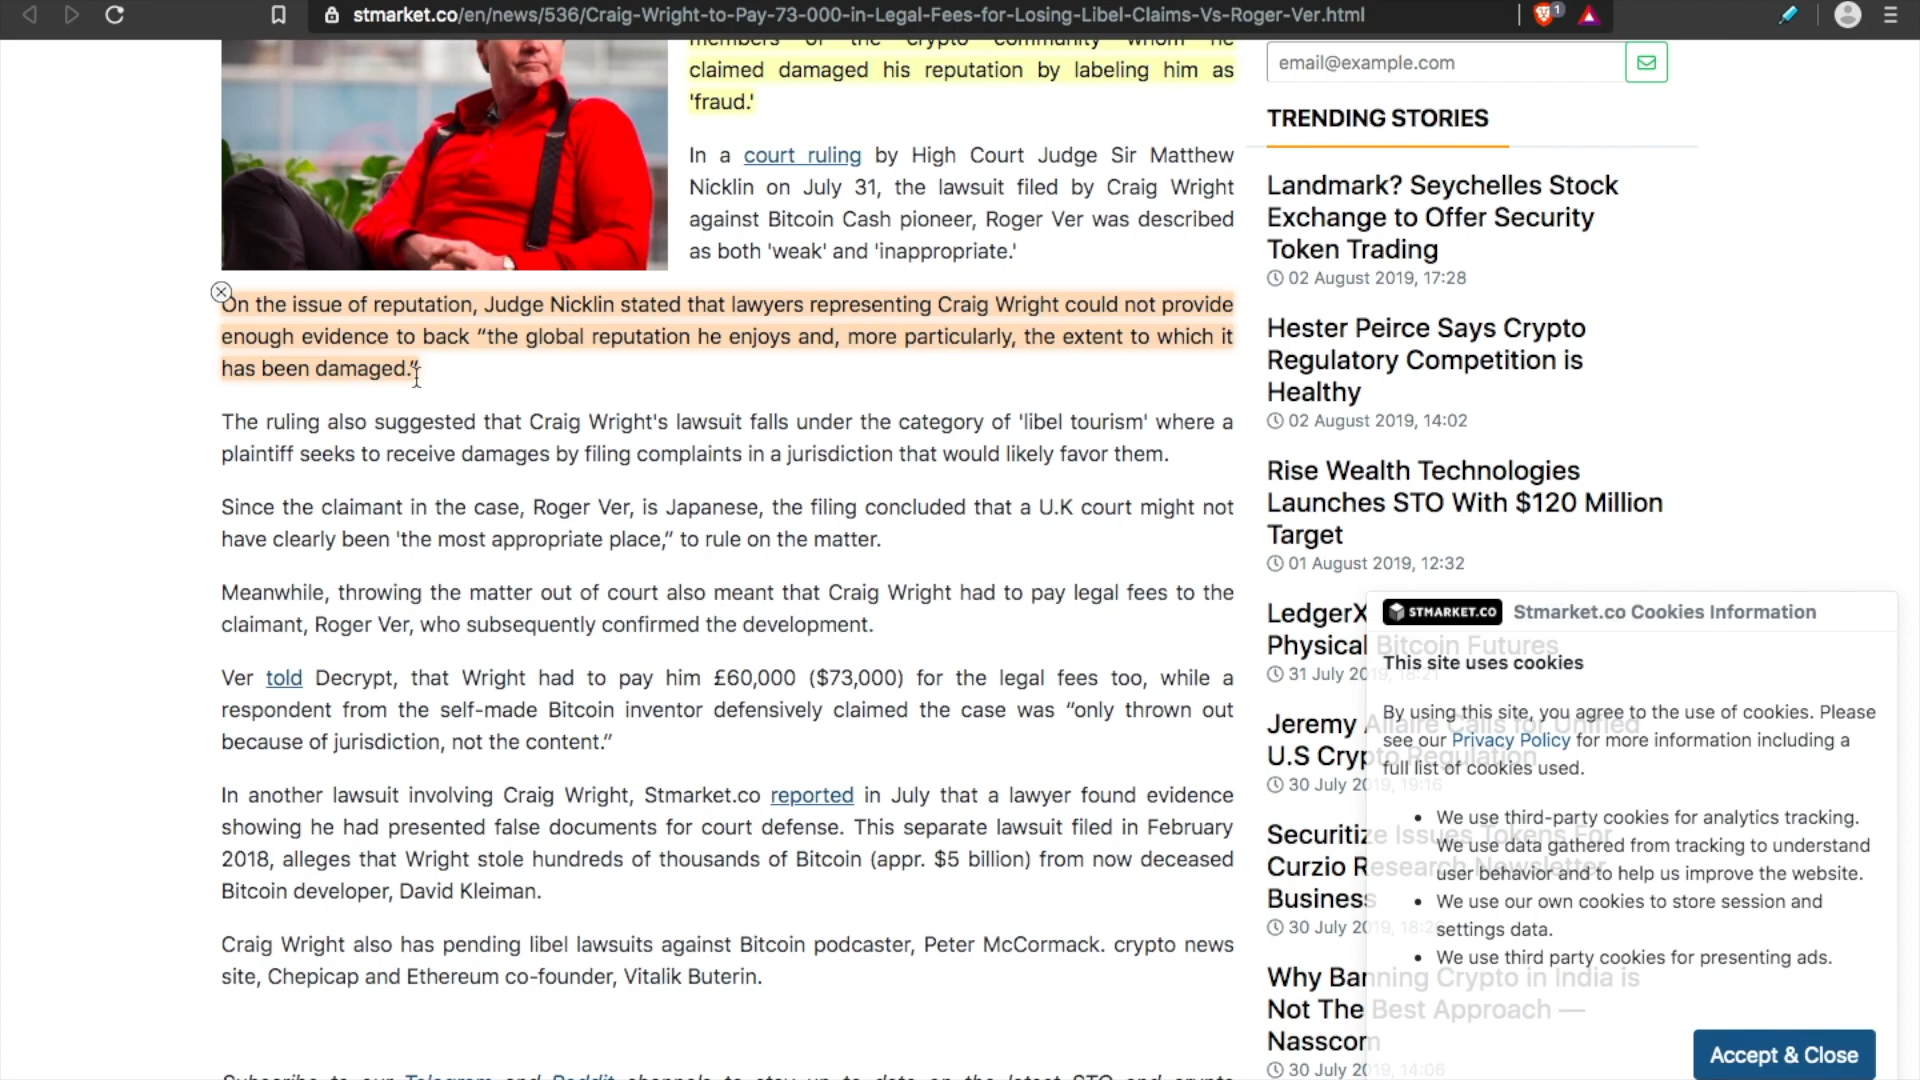 stmarket.co/en/news/536/Craig-Wright-to-Pay-73-000-in-Legal-Fees-for-Losing-Libel-Claims-Vs-Roger-Ver.html
1
members of the crypto community whom he
claimed damaged his reputation by labeling him as
'fraud.'
In a court ruling by High Court Judge Sir Matthew
Nicklin on July 31, the lawsuit filed by Craig Wright
against Bitcoin Cash pioneer, Roger Ver was described
as both 'weak' and 'inappropriate.'
On the issue of reputation, Judge Nicklin stated that lawyers representing Craig Wright could not provide
enough evidence to back “the global reputation he enjoys and, more particularly, the extent to which it
has been damaged.”
The ruling also suggested that Craig Wright's lawsuit falls under the category of 'libel tourism' where a
plaintiff seeks to receive damages by filing complaints in a jurisdiction that would likely favor them.
Since the claimant in the case, Roger Ver, is Japanese, the filing concluded that a U.K court might not
have clearly been 'the most appropriate place,” to rule on the matter.
Meanwhile, throwing the matter out of court also meant that Craig Wright had to pay legal fees to the
claimant, Roger Ver, who subsequently confirmed the development.
Ver told Decrypt, that Wright had to pay him £60,000 ($73,000) for the legal fees too, while a
respondent from the self-made Bitcoin inventor defensively claimed the case was “only thrown out
because of jurisdiction, not the content.”
In another lawsuit involving Craig Wright, Stmarket.co reported in July that a lawyer found evidence
showing he had presented false documents for court defense. This separate lawsuit filed in February
2018, alleges that Wright stole hundreds of thousands of Bitcoin (appr. $5 billion) from now deceased
Bitcoin developer, David Kleiman.
Craig Wright also has pending libel lawsuits against Bitcoin podcaster, Peter McCormack. crypto news
site, Chepicap and Ethereum co-founder, Vitalik Buterin.
Subscribe to our Telegram and Reddit channels to stay up to date on the latest STO and crypto
email@example.com
TRENDING STORIES
Landmark? Seychelles Stock
Exchange to Offer Security
Token Trading
02 August 2019, 17:28
Hester Peirce Says Crypto
Regulatory Competition is
Healthy
02 August 2019, 14:02
Rise Wealth Technologies
Launches STO With $120 Million
Target
01 August 2019, 12:32
LedgerX
Physical Bitcoin Futures
31 July 2019, 18:21
Jeremy Allaire Calls for Unified
U.S Crypto Regulation
30 July 2019, 19:16
Securitize Issues Tokens For
Curzio Research Newsletter
Business
30 July 2019, 18:2
Why Banning Crypto in India is
Not The Best Approach —
Nasscom
30 July 2019, 14:06
STMARKET.CO Stmarket.co Cookies Information
This site uses cookies
By using this site, you agree to the use of cookies. Please
see our Privacy Policy for more information including a
full list of cookies used.
• We use third-party cookies for analytics tracking.
We use data gathered from tracking to understand
user behavior and to help us improve the website.
• We use our own cookies to store session and
settings data.
• We use third party cookies for presenting ads.
Accept & Close